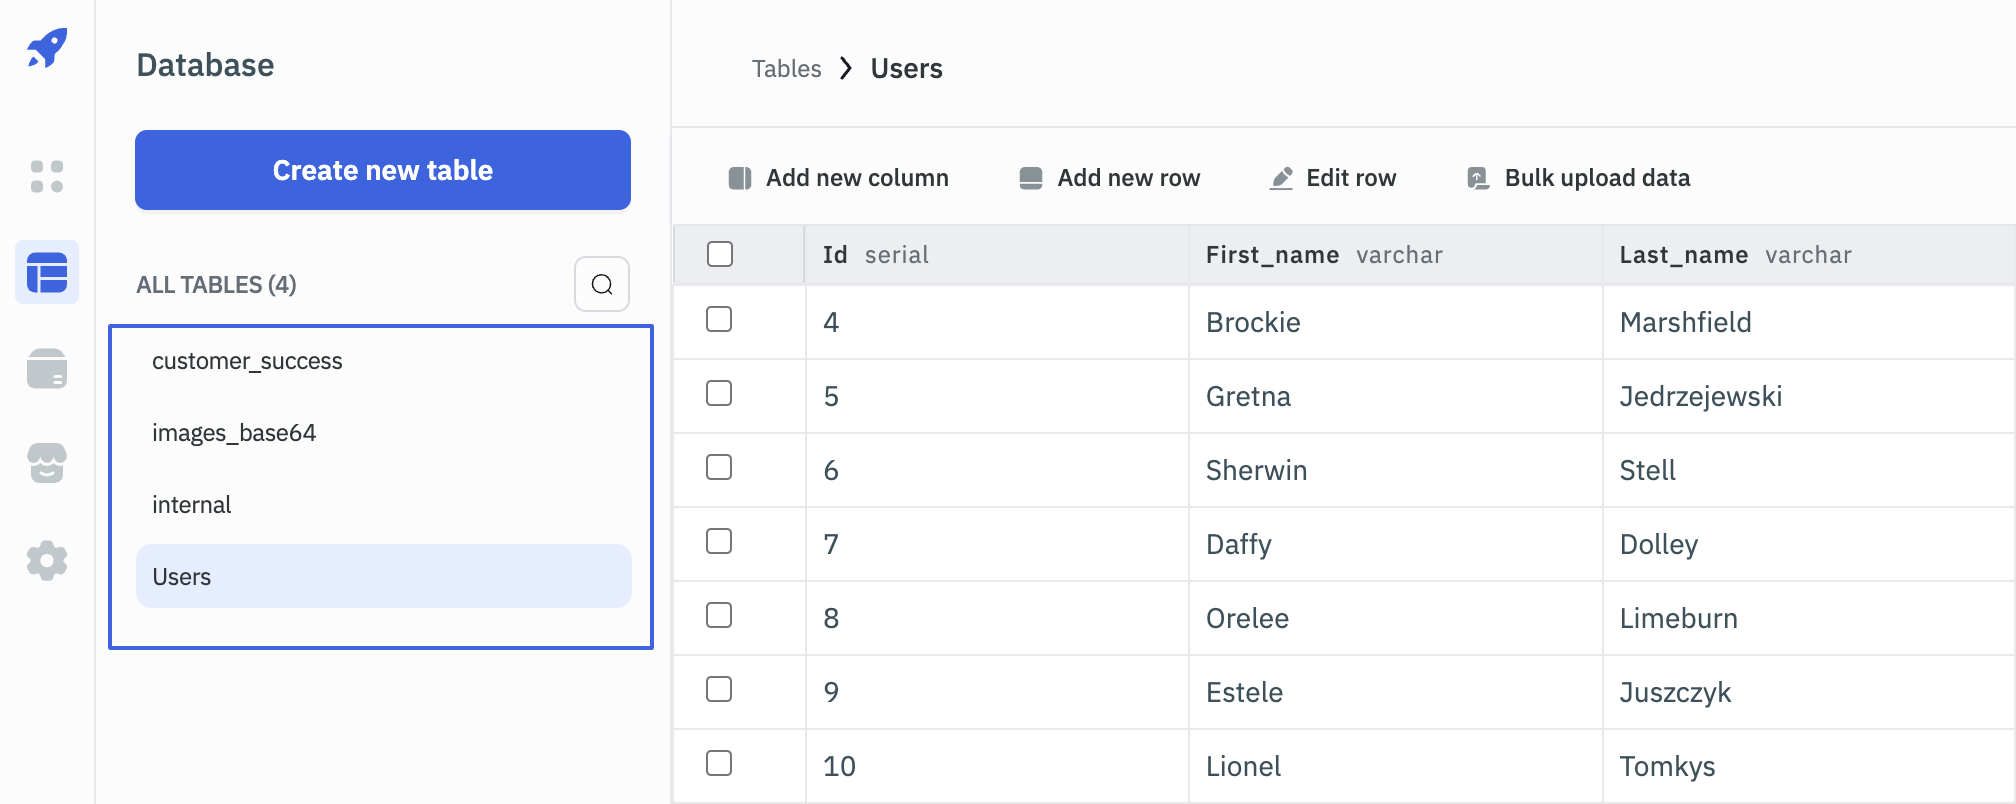 Database
Create new table
ALL TABLES (4)
customer_success
images_base64
internal
Users
Tables > Users
Add new column Add new row Edit row Bulk upload data
Id serial First_name varchar Last_name varchar
4 Brockie Marshfield
5 Gretna Jedrzejewski
6 Sherwin Stell
7 Daffy Dolley
8 Orelee Limeburn
9 Estele Juszczyk
10 Lionel Tomkys